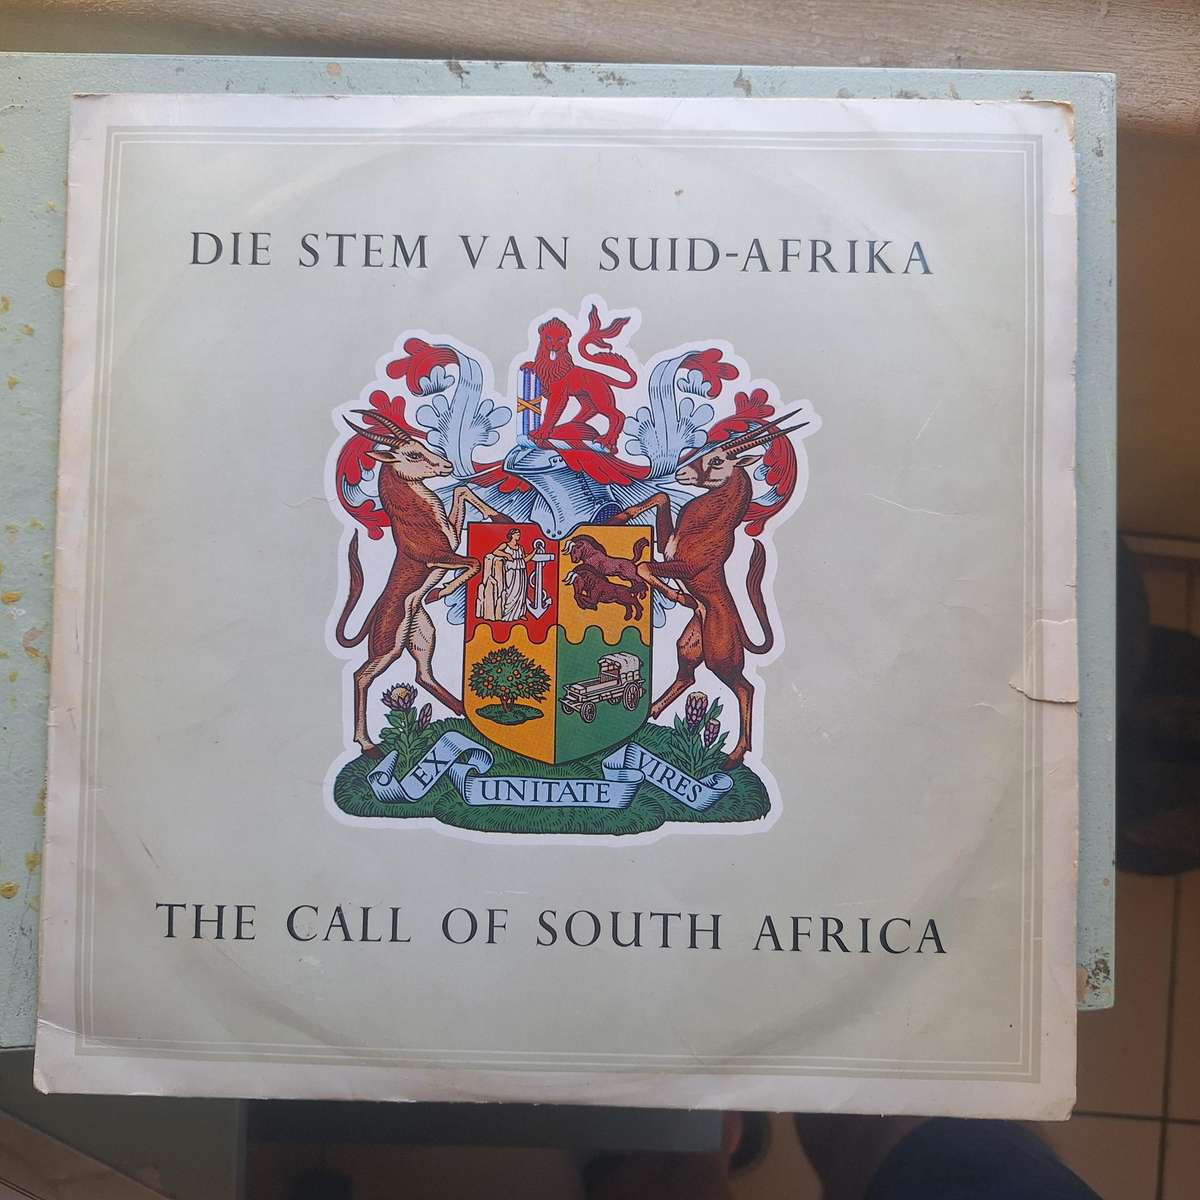 DIE STEM VAN SUID-AFRIKA
EX UNITATE VIRES
THE CALL OF SOUTH AFRICA